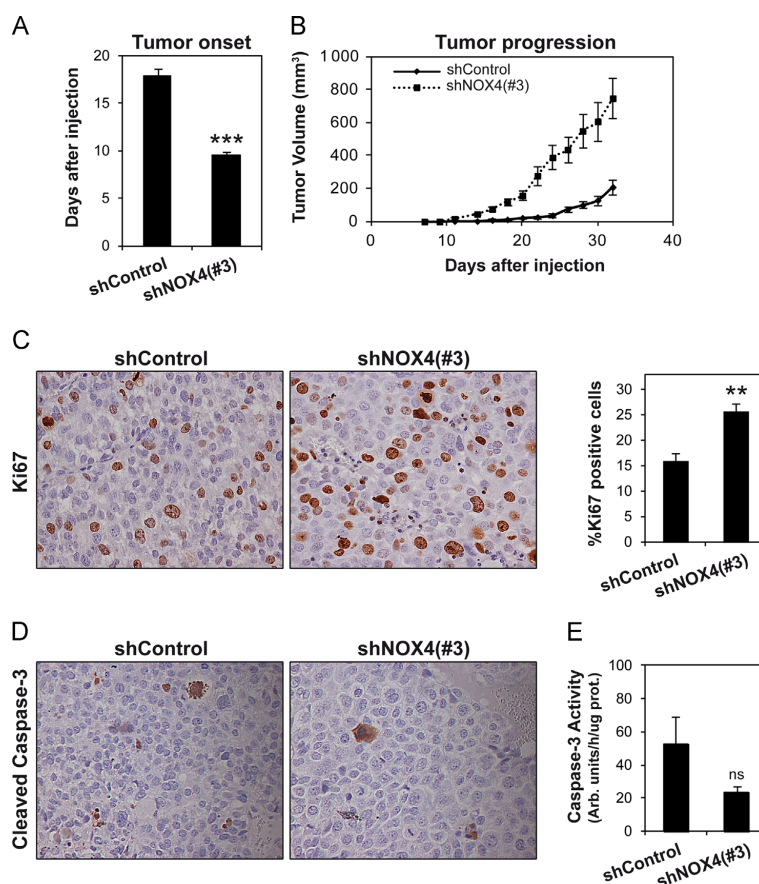 A
Tumor onset
Days after injection
20
15
10
5
0
***
shControl
shNOX4(#3)
B
Tumor progression
Tumor Volume (mm³)
1 000
800
600
400
200
0
shControl
shNOX4(#3)
0
10
20
30
40
Days after injection
C
shControl
shNOX4(#3)
Ki67
%Ki67 positive cells
30
25
20
15
10
5
0
**
shControl
shNOX4(#3)
D
shControl
shNOX4(#3)
Cleaved Caspase-3
E
Caspase-3 Activity
(Arb. units/h/ug prot.)
100
80
60
40
20
0
ns
shControl
shNOX4(#3)